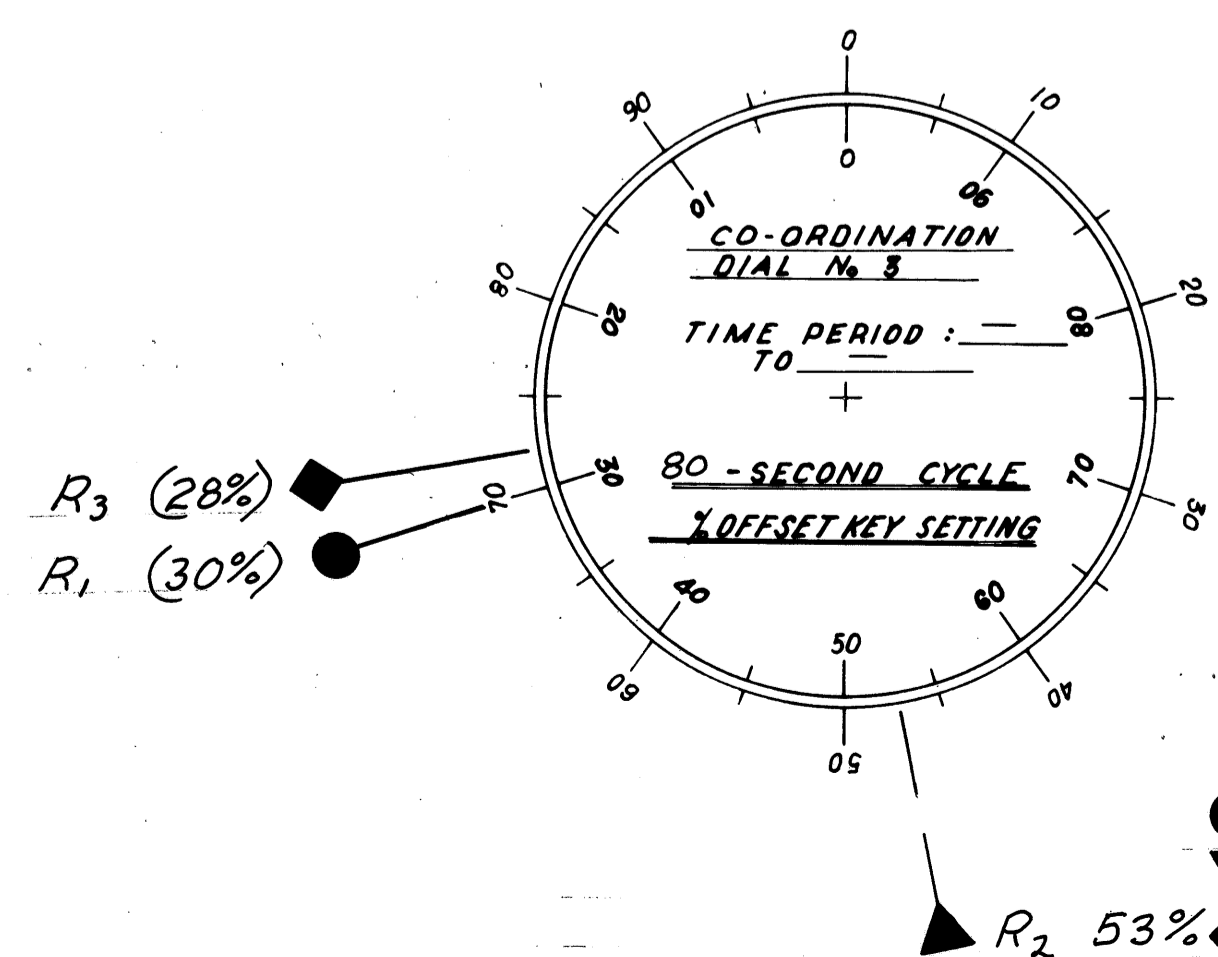 0
90 10
0
10 90
CO-ORDINATION
DIAL No 3
80 20
20 80
TIME PERIOD : —
TO —
80 - SECOND CYCLE
% OFFSET KEY SETTING
R3 (28%)
70 30 70 30
R1 (30%)
40 60
60 40
50
50
R2 53%